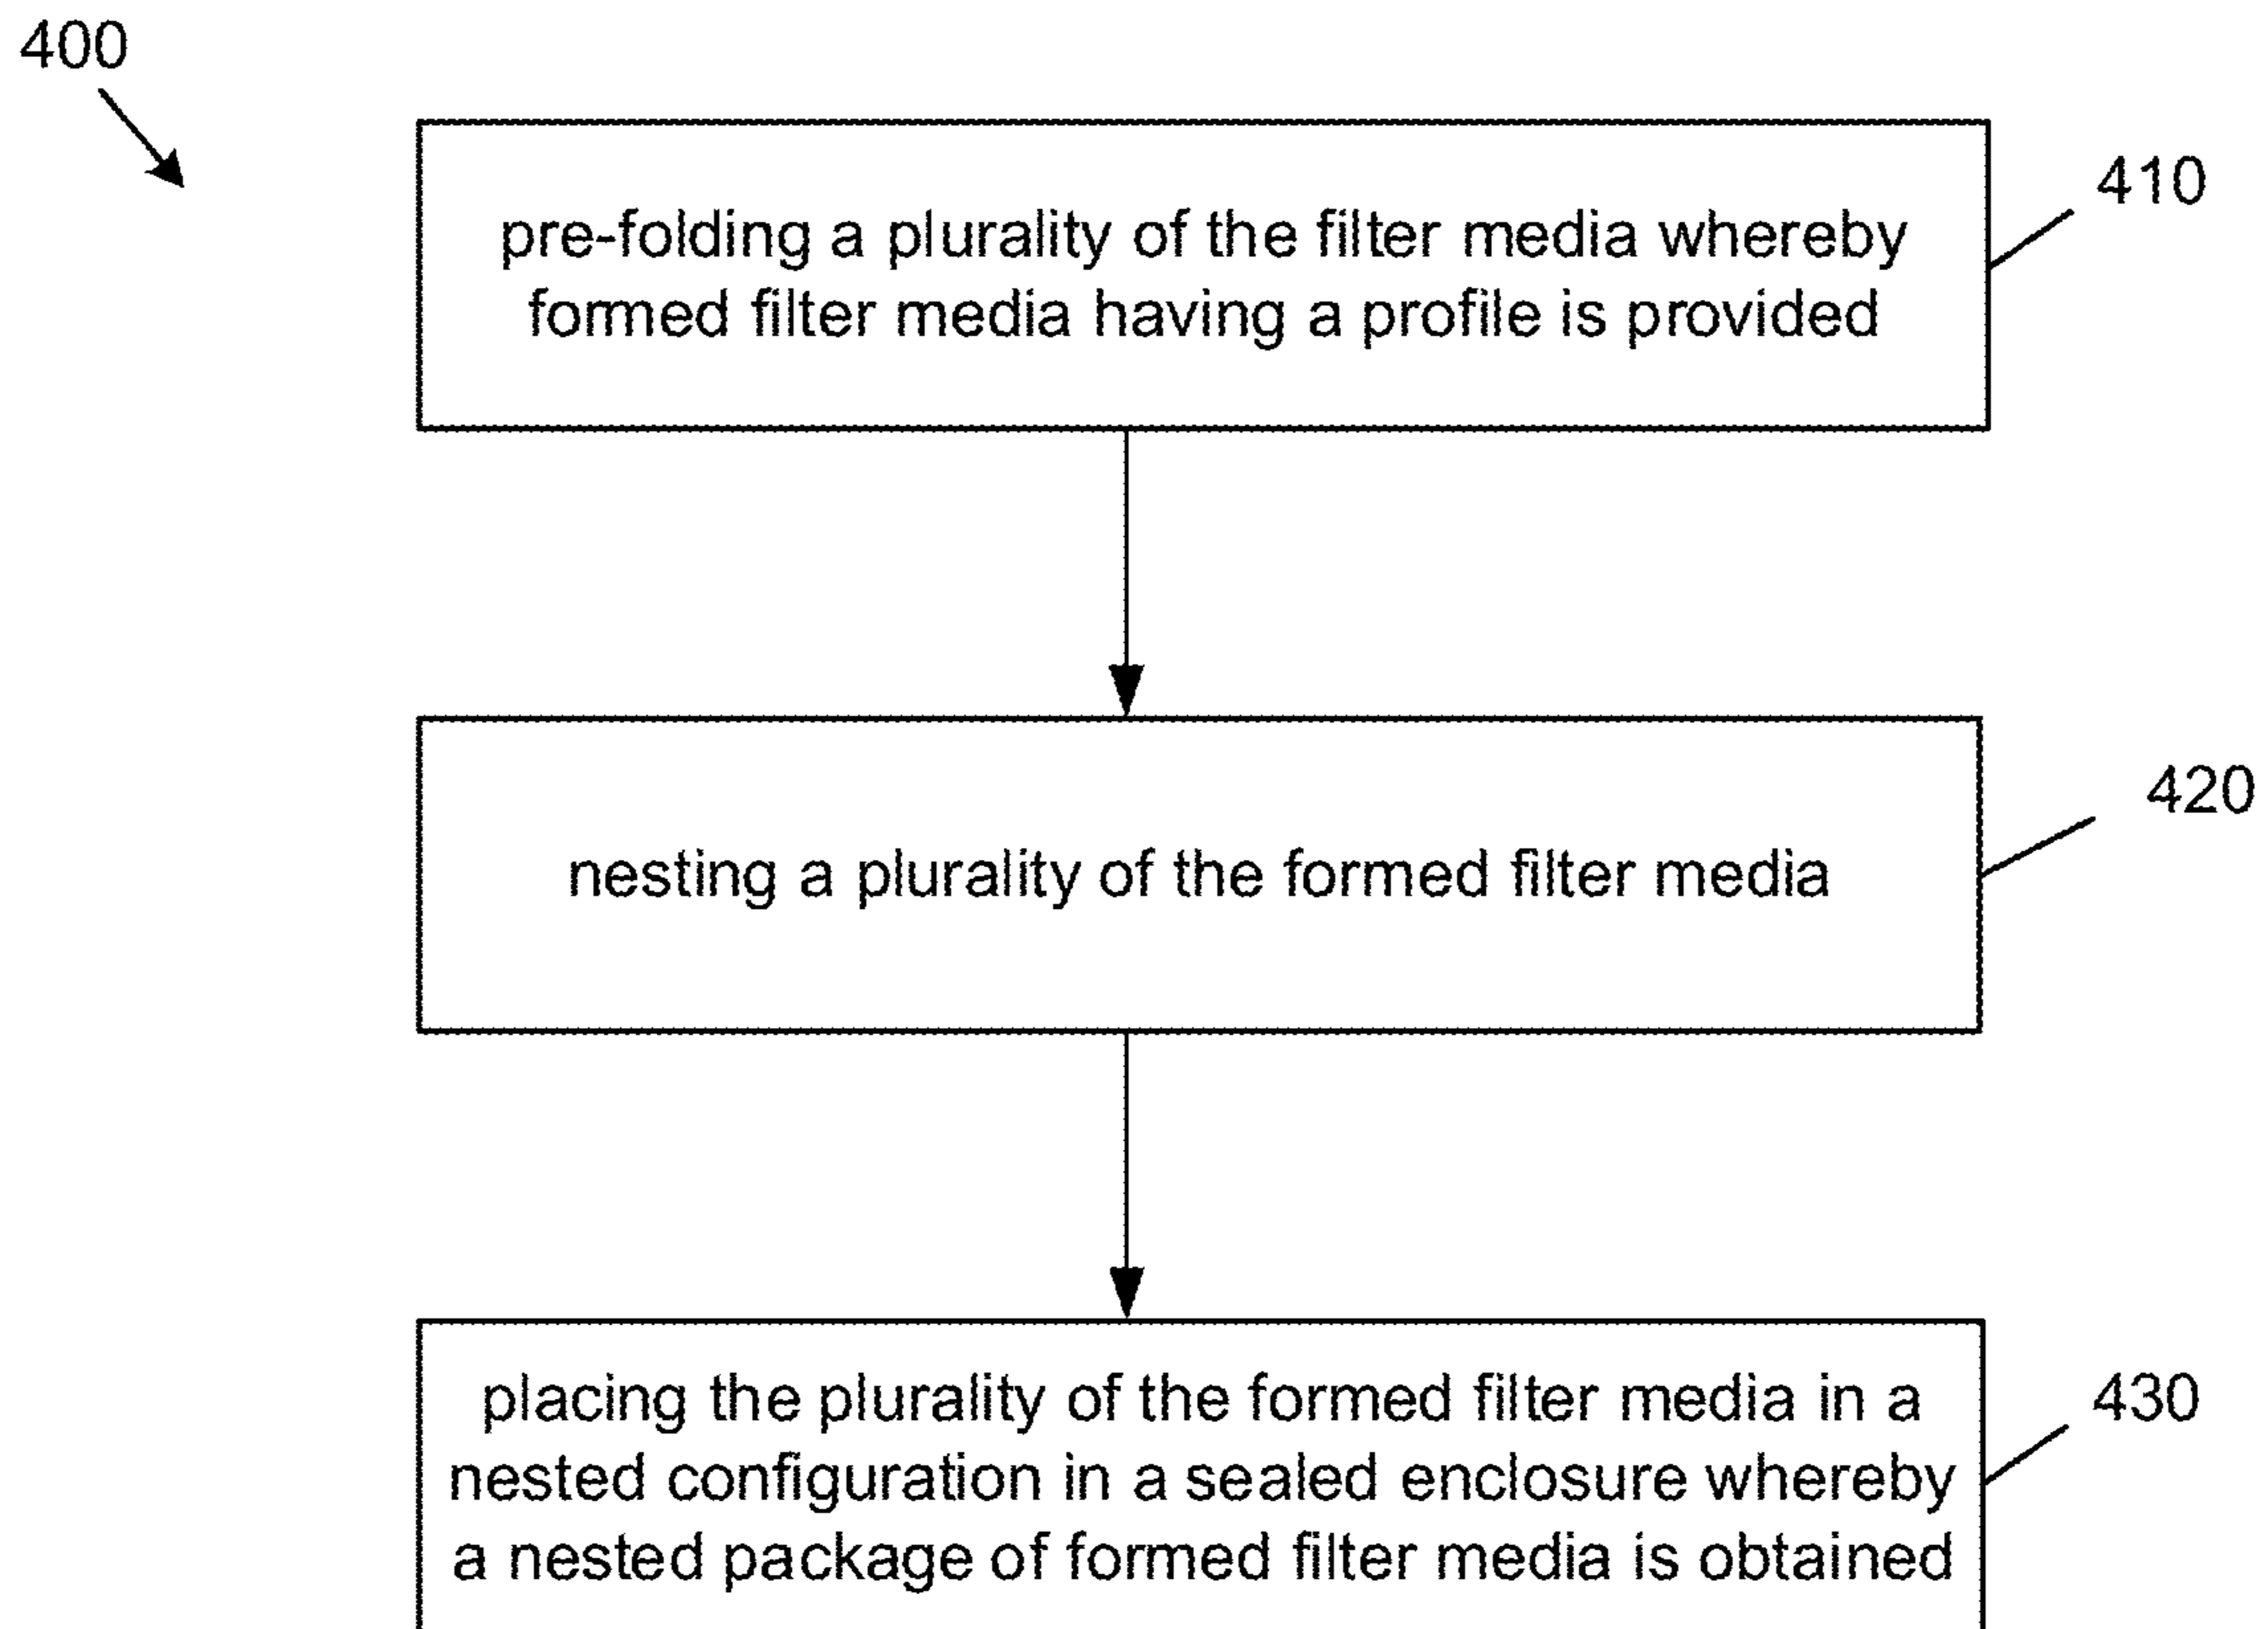 400
pre-folding a plurality of the filter media whereby
formed filter media having a profile is provided
410
nesting a plurality of the formed filter media
420
placing the plurality of the formed filter media in a
nested configuration in a sealed enclosure whereby
a nested package of formed filter media is obtained
430